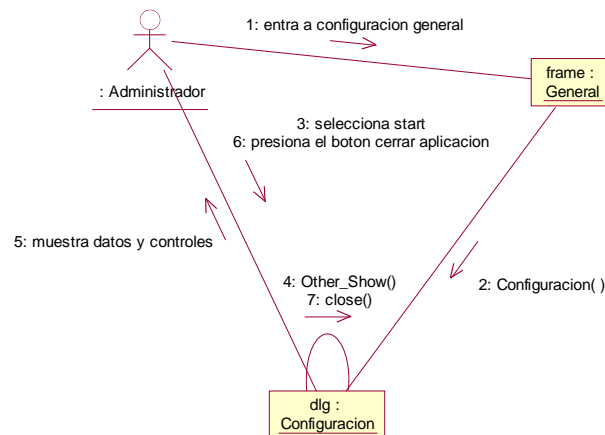 1: entra a configuracion general
: Administrador
frame :
General
3: selecciona start
6: presiona el boton cerrar aplicacion
5: muestra datos y controles
4: Other_Show()
7: close()
2: Configuracion( )
dlg :
Configuracion